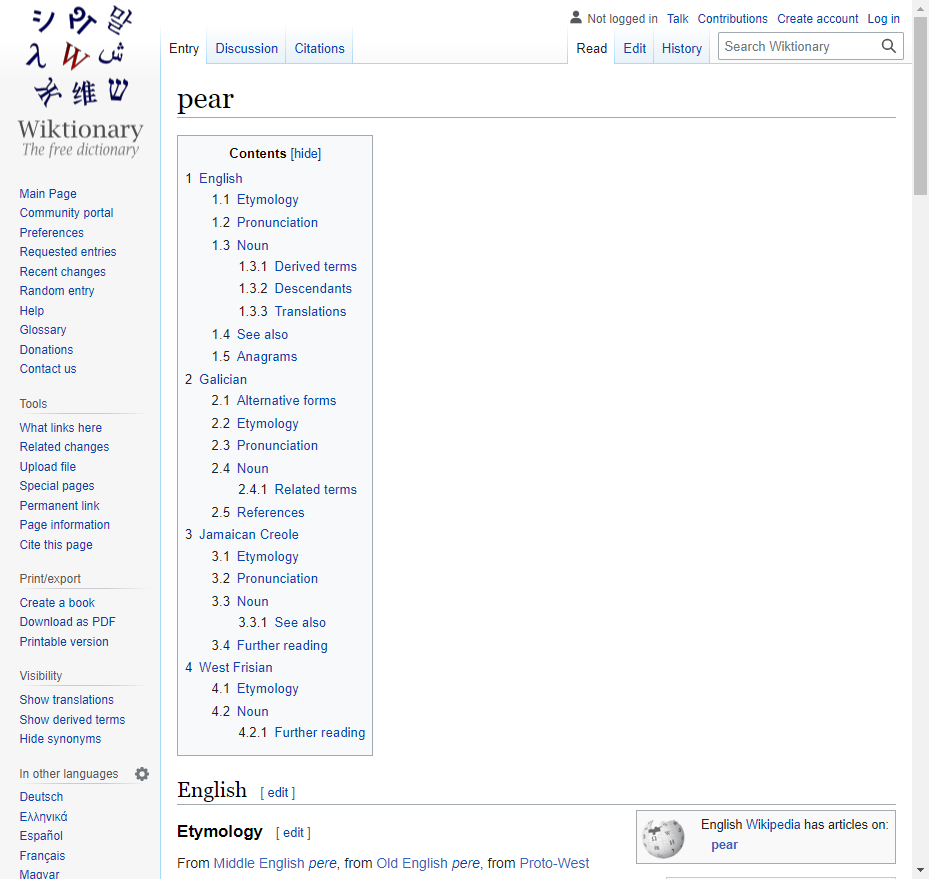 Not logged in Talk Contributions Create account Log in
Entry Discussion Citations Read Edit History Search Wiktionary
Wiktionary
The free dictionary
Main Page
Community portal
Preferences
Requested entries
Recent changes
Random entry
Help
Glossary
Donations
Contact us
Tools
What links here
Related changes
Upload file
Special pages
Permanent link
Page information
Cite this page
Print/export
Create a book
Download as PDF
Printable version
Visibility
Show translations
Show derived terms
Hide synonyms
In other languages
Deutsch
Ελληνικά
Español
Français
Magyar
pear
Contents [hide]
1 English
1.1 Etymology
1.2 Pronunciation
1.3 Noun
1.3.1 Derived terms
1.3.2 Descendants
1.3.3 Translations
1.4 See also
1.5 Anagrams
2 Galician
2.1 Alternative forms
2.2 Etymology
2.3 Pronunciation
2.4 Noun
2.4.1 Related terms
2.5 References
3 Jamaican Creole
3.1 Etymology
3.2 Pronunciation
3.3 Noun
3.3.1 See also
3.4 Further reading
4 West Frisian
4.1 Etymology
4.2 Noun
4.2.1 Further reading
English [ edit ]
Etymology [ edit ]
From Middle English pere, from Old English pere, from Proto-West
English Wikipedia has articles on:
pear